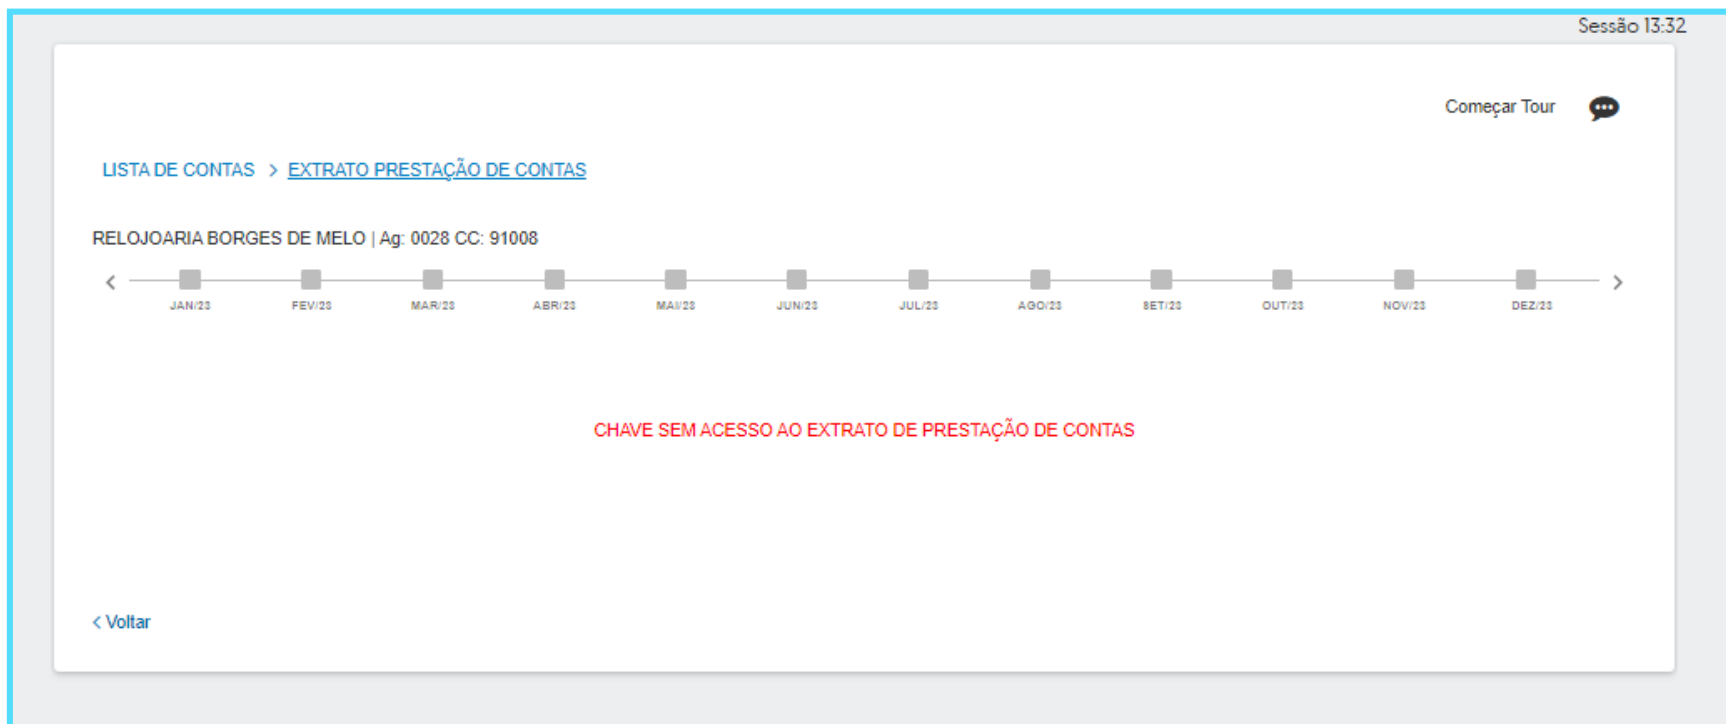 Sessão 13:32
Começar Tour
LISTA DE CONTAS > EXTRATO PRESTAÇÃO DE CONTAS
RELOJOARIA BORGES DE MELO | Ag: 0028 CC: 91008
JAN/23 FEV/23 MAR/23 ABR/23 MAI/23 JUN/23 JUL/23 AGO/23 SET/23 OUT/23 NOV/23 DEZ/23
CHAVE SEM ACESSO AO EXTRATO DE PRESTAÇÃO DE CONTAS
< Voltar